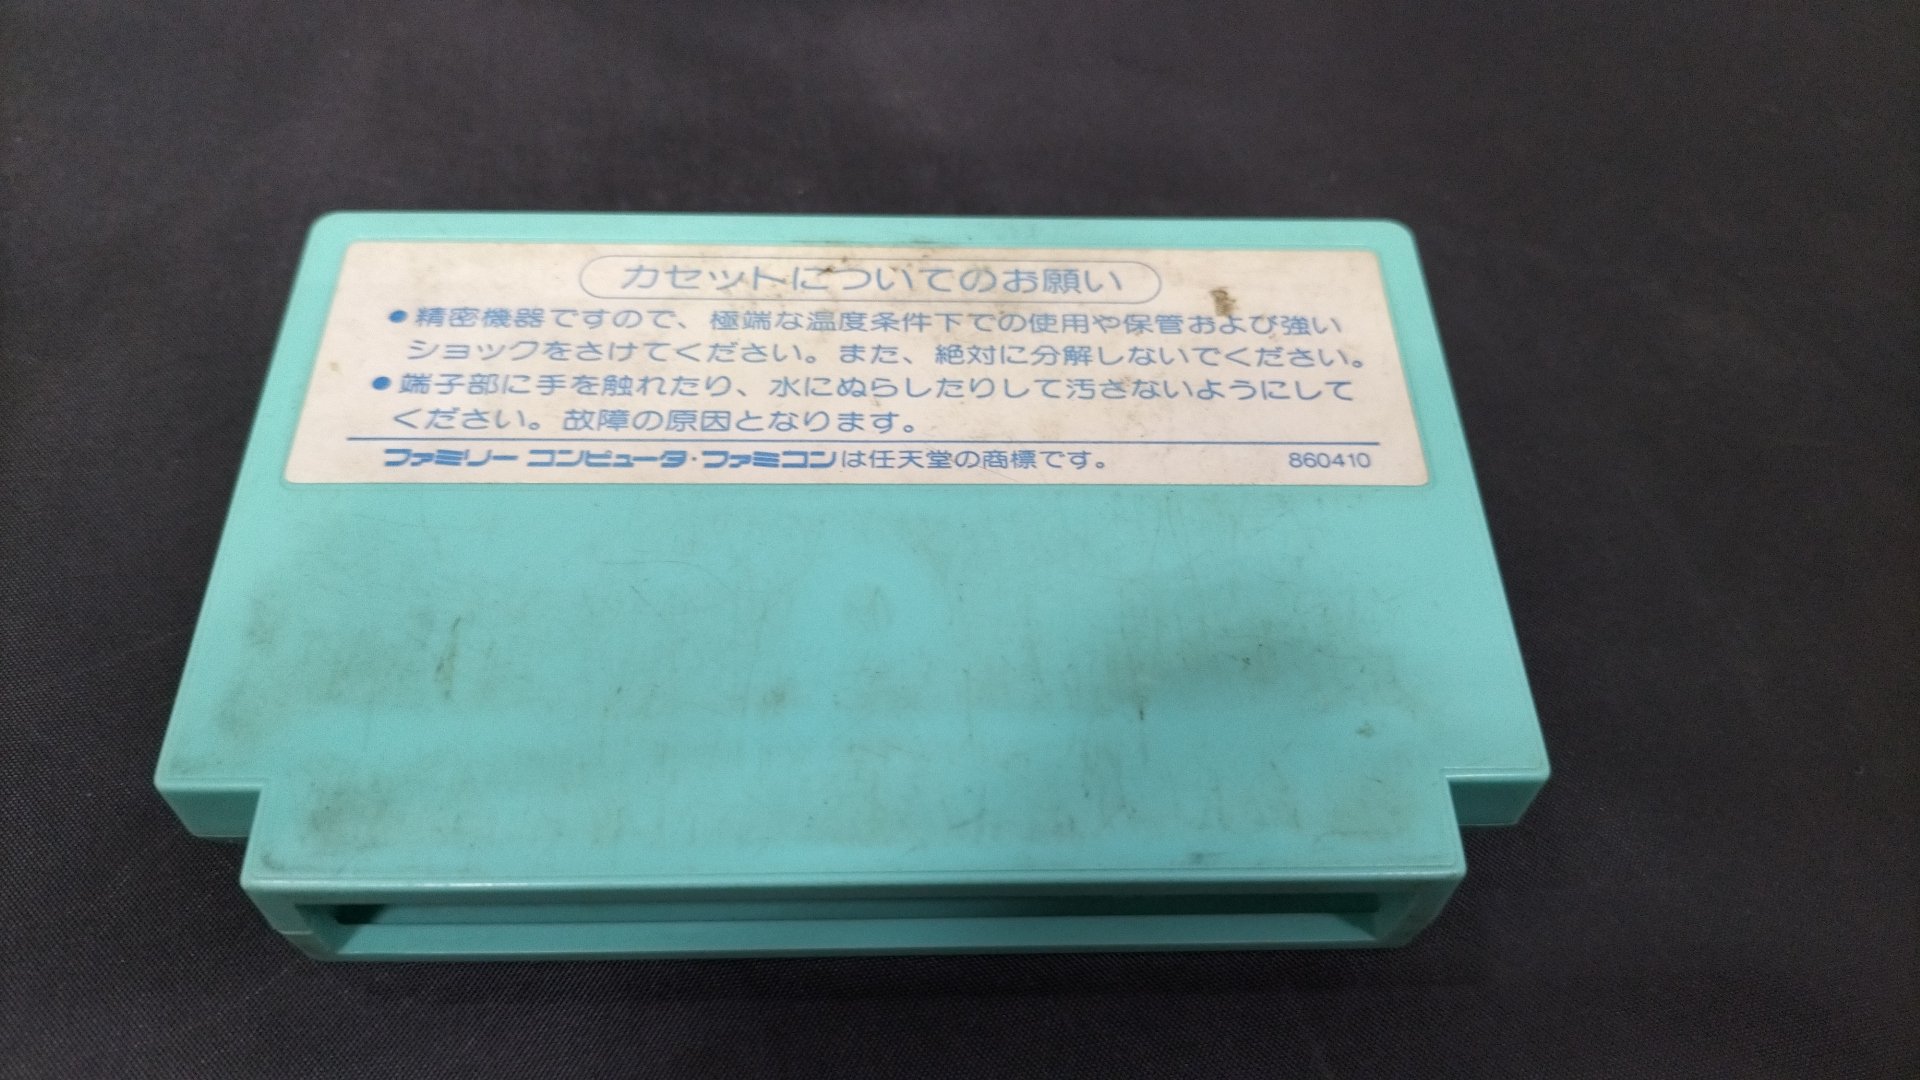 カセットについてのお願い
●精密機器ですので、極端な温度条件下での使用や保管および強い
ショックをさけてください。また、絶対に分解しないでください。
●端子部に手を触れたり、水にぬらしたりして汚さないようにして
ください。故障の原因となります。
ファミリーコンピュータ・ファミコンは任天堂の商標です。 860410